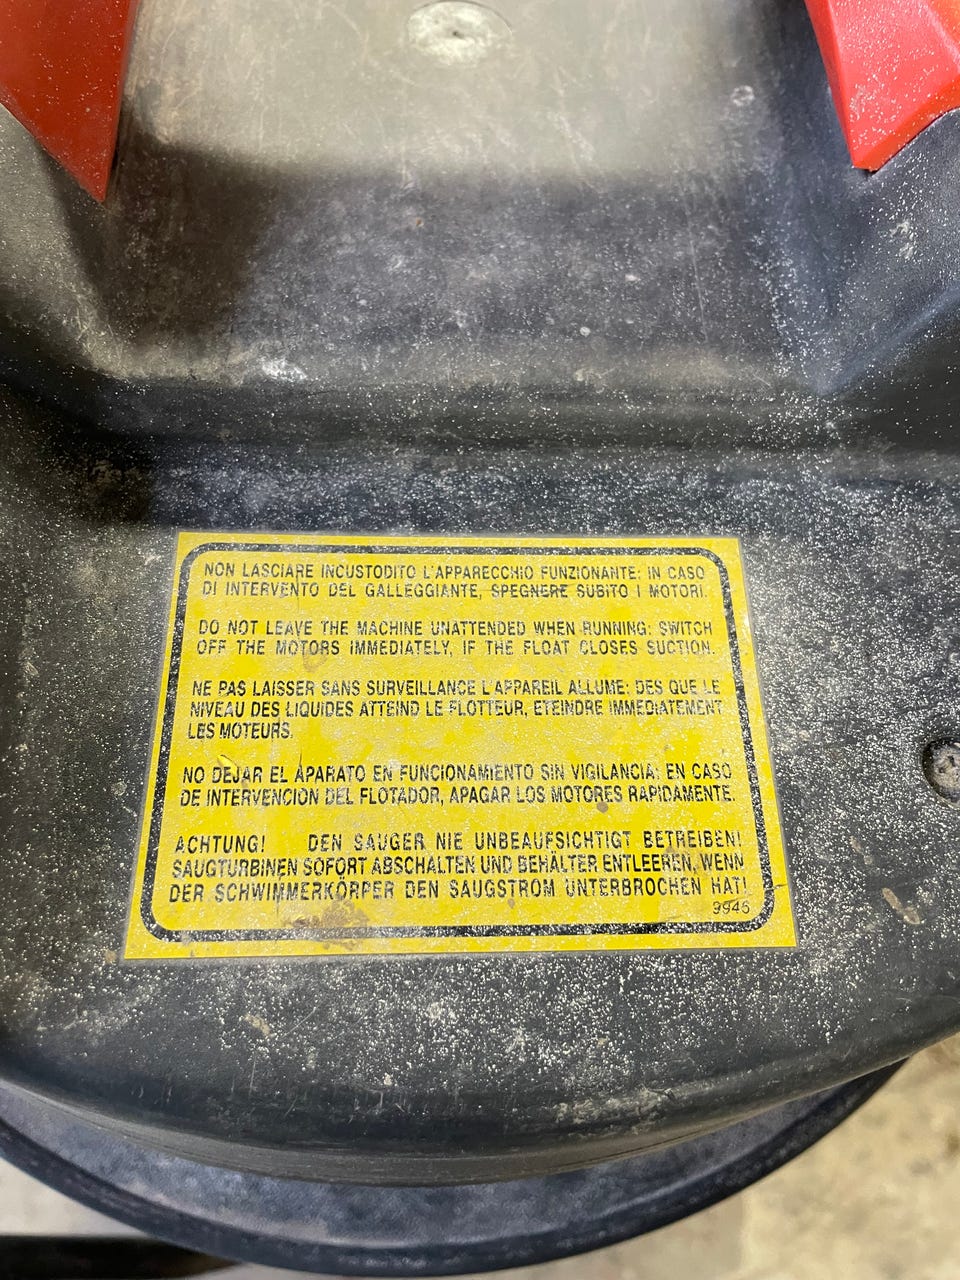 NON LASCIARE INCUSTODITO L'APPARECCHIO FUNZIONANTE: IN CASO
DI INTERVENTO DEL GALLEGGIANTE, SPEGNERE SUBITO I MOTORI.
DO NOT LEAVE THE MACHINE UNATTENDED WHEN RUNNING: SWITCH
OFF THE MOTORS IMMEDIATELY, IF THE FLOAT CLOSES SUCTION.
NE PAS LAISSER SANS SURVEILLANCE L'APPAREIL ALLUME: DES QUE LE
NIVEAU DES LIQUIDES ATTEIND LE FLOTTEUR, ETEINDRE IMMEDIATEMENT
LES MOTEURS.
NO DEJAR EL APARATO EN FUNCIONAMIENTO SIN VIGILANCIA: EN CASO
DE INTERVENCION DEL FLOTADOR, APAGAR LOS MOTORES RAPIDAMENTE.
ACHTUNG! DEN SAUGER NIE UNBEAUFSICHTIGT BETREIBEN!
SAUGTURBINEN SOFORT ABSCHALTEN UND BEHÄLTER ENTLEEREN, WENN
DER SCHWIMMERKÖRPER DEN SAUGSTROM UNTERBROCHEN HAT!
9945